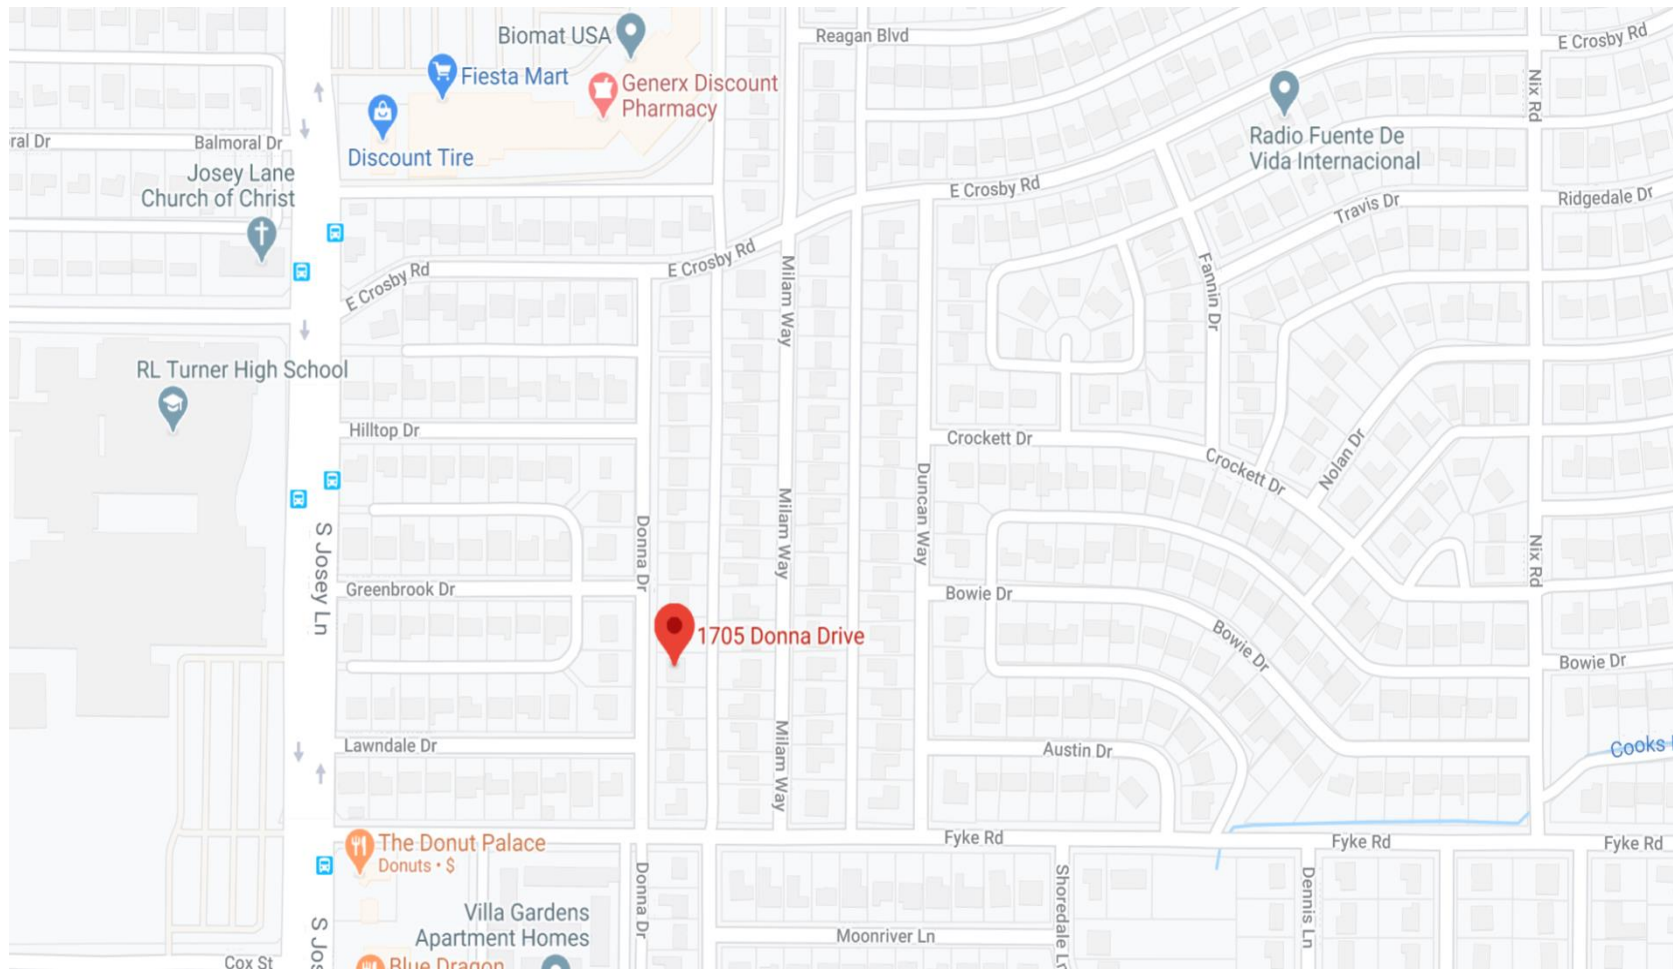 Biomat USA
Reagan Blvd
E Crosby Rd
Fiesta Mart
Generx Discount
Pharmacy
Nix Rd
Discount Tire
Radio Fuente De
Vida Internacional
ral Dr
Balmoral Dr
Josey Lane
Church of Christ
E Crosby Rd
Travis Dr
Ridgedale Dr
E Crosby Rd
E Crosby Rd
Milam Way
Fannin Dr
RL Turner High School
Hilltop Dr
Crockett Dr
Crockett Dr
Nolan Dr
S Josey Ln
Donna Dr
Milam Way
Duncan Way
Nix Rd
Greenbrook Dr
Bowie Dr
1705 Donna Drive
Bowie Dr
Bowie Dr
Lawndale Dr
Milam Way
Austin Dr
Cooks
The Donut Palace
Donuts • $
Fyke Rd
Fyke Rd
Fyke Rd
Donna Dr
Shoredale Ln
Dennis Ln
Villa Gardens
Apartment Homes
Moonriver Ln
S Jos
Cox St
Blue Dragon